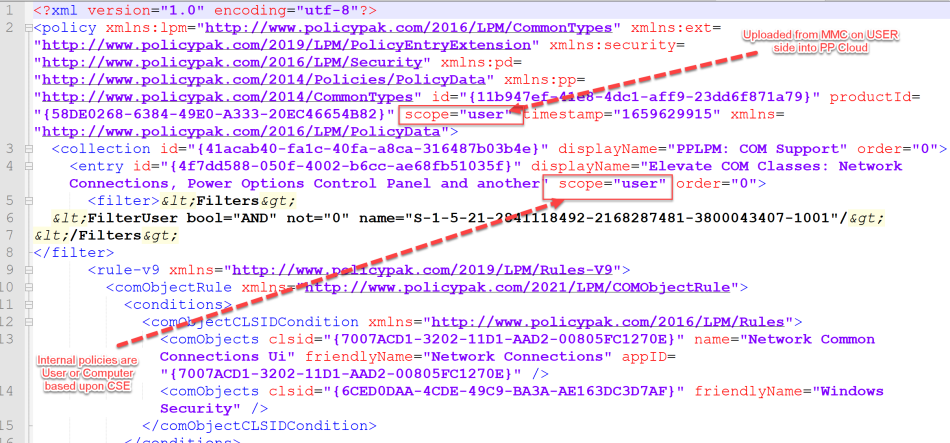 1 <?xml version="1.0" encoding="utf-8"?>
2 <policy xmlns:lpm="http://www.policypak.com/2016/LPM/CommonTypes" xmlns:ext=
"http://www.policypak.com/2019/LPM/PolicyEntryExtension" xmlns:security=
"http://www.policypak.com/2016/LPM/Security" xmlns:pd=
"http://www.policypak.com/2014/Policies/PolicyData" xmlns:pp=
"http://www.policypak.com/2014/CommonTypes" id="{11b947ef-41e8-4dc1-aff9-23dd6f871a79}" productId=
"{58DE0268-6384-49E0-A333-20EC46654B82}" scope="user" timestamp="1659629915" xmlns=
"http://www.policypak.com/2016/LPM/PolicyData">
Uploaded from MMC on USER
side into PP Cloud
3 <collection id="{41acab40-fa1c-40fa-a8ca-316487b03b4e}" displayName="PPLPM: COM Support" order="0">
4 <entry id="{4f7dd588-050f-4002-b6cc-ae68fb51035f}" displayName="Elevate COM Classes: Network
Connections, Power Options Control Panel and another" scope="user" order="0">
5 <filter>&lt;Filters&gt;
6 &lt;FilterUser bool="AND" not="0" name="S-1-5-21-2841118492-2168287481-3800043407-1001"/&gt;
7 &lt;/Filters&gt;
8 </filter>
9 <rule-v9 xmlns="http://www.policypak.com/2019/LPM/Rules-V9">
10 <comObjectRule xmlns="http://www.policypak.com/2021/LPM/COMObjectRule">
11 <conditions>
12 <comObjectCLSIDCondition xmlns="http://www.policypak.com/2016/LPM/Rules">
13 <comObjects clsid="{7007ACD1-3202-11D1-AAD2-00805FC1270E}" name="Network Common
Connections Ui" friendlyName="Network Connections" appID=
"{7007ACD1-3202-11D1-AAD2-00805FC1270E}" />
Internal policies are
User or Computer
based upon CSE
14 <comObjects clsid="{6CED0DAA-4CDE-49C9-BA3A-AE163DC3D7AF}" friendlyName="Windows
Security" />
15 </comObjectCLSIDCondition>
16 </conditions>